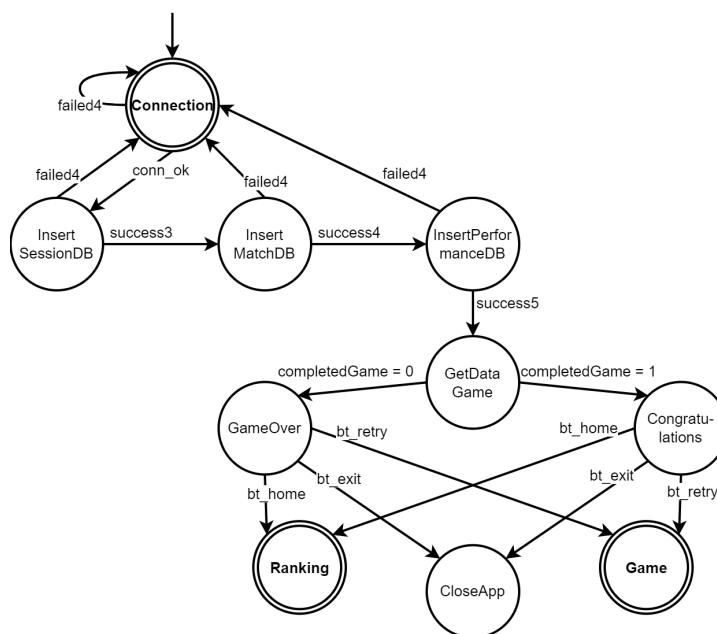 Connection
failed4
failed4
conn_ok
failed4
failed4
Insert
SessionDB
success3
Insert
MatchDB
success4
InsertPerfor
manceDB
success5
completedGame = 0
GetData
Game
completedGame = 1
GameOver
bt_retry
bt_home
Congratu-
lations
bt_home
bt_exit
bt_exit
bt_retry
Ranking
CloseApp
Game